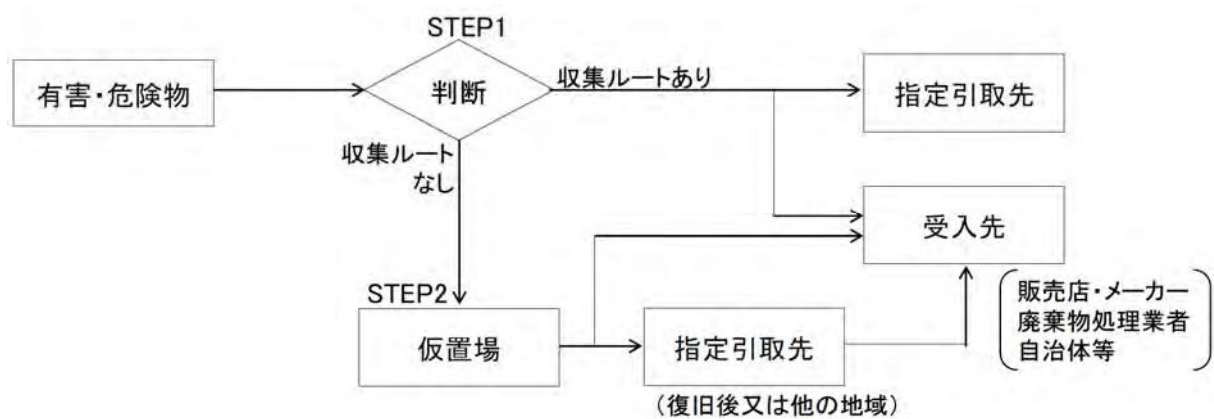 STEP1
有害・危険物
判断
収集ルートあり
指定引取先
収集ルート
なし
受入先
STEP2
仮置場
指定引取先
(復旧後又は他の地域)
販売店・メーカー
廃棄物処理業者
自治体等